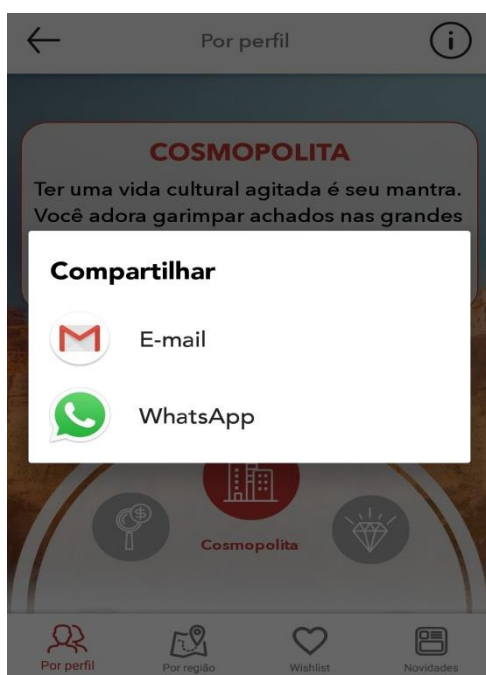 Por perfil
COSMOPOLITA
Ter uma vida cultural agitada é seu mantra.
Você adora garimpar achados nas grandes
Compartilhar
E-mail
WhatsApp
Cosmopolita
Por perfil
Por região
Wishlist
Novidades